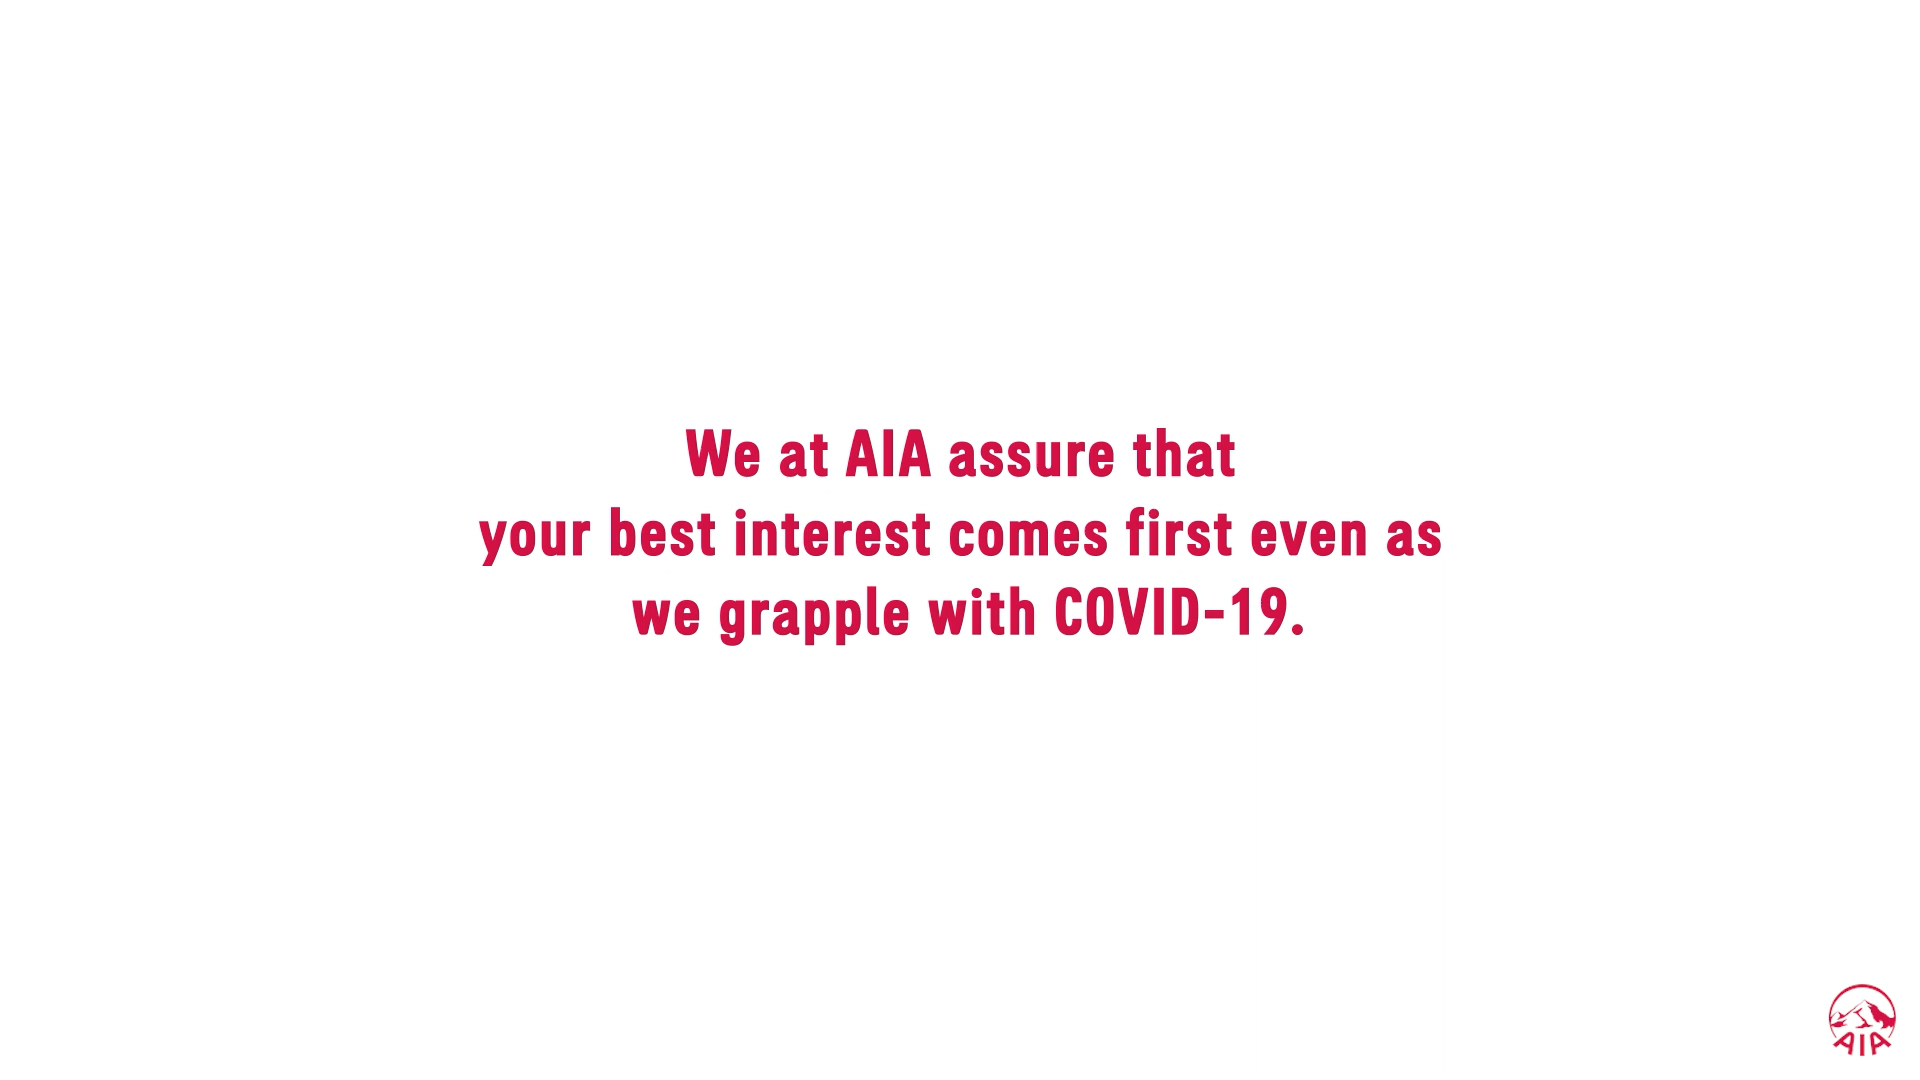 We at AIA assure that
your best interest comes first even as
we grapple with COVID-19.
AIA